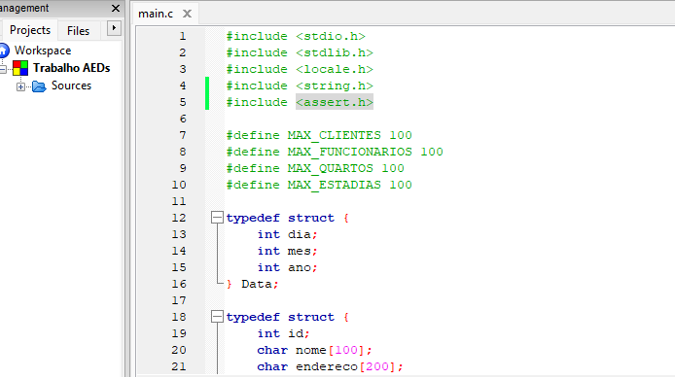 anagement
Projects
Files
Workspace
Trabalho AEDs
Sources
main.c
1 #include <stdio.h>
2 #include <stdlib.h>
3 #include <locale.h>
4 #include <string.h>
5 #include <assert.h>
6
7 #define MAX_CLIENTES 100
8 #define MAX_FUNCIONARIOS 100
9 #define MAX_QUARTOS 100
10 #define MAX_ESTADIAS 100
11
12 typedef struct {
13 int dia;
14 int mes;
15 int ano;
16 } Data;
17
18 typedef struct {
19 int id;
20 char nome[100];
21 char endereco[200];